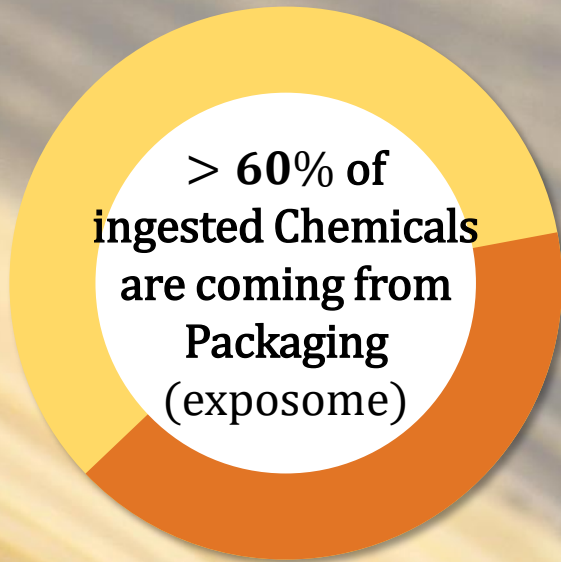 > 60% of
ingested Chemicals
are coming from
Packaging
(exposome)